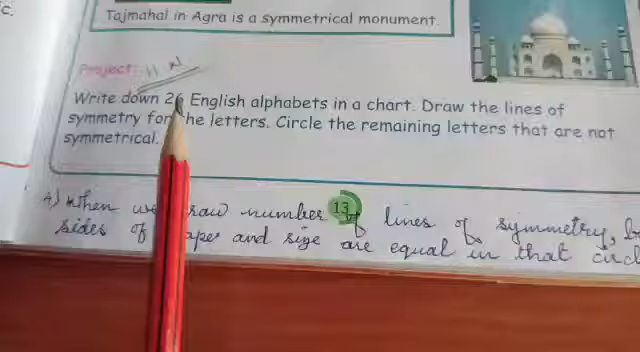 c.
Tajmahal in Agra is a symmetrical monument.
Project:
Write down 26 English alphabets in a chart. Draw the lines of
symmetry for the letters. Circle the remaining letters that are not
symmetrical.
13
A) When we draw number of lines of symmetry,
sides of and size are equal in that